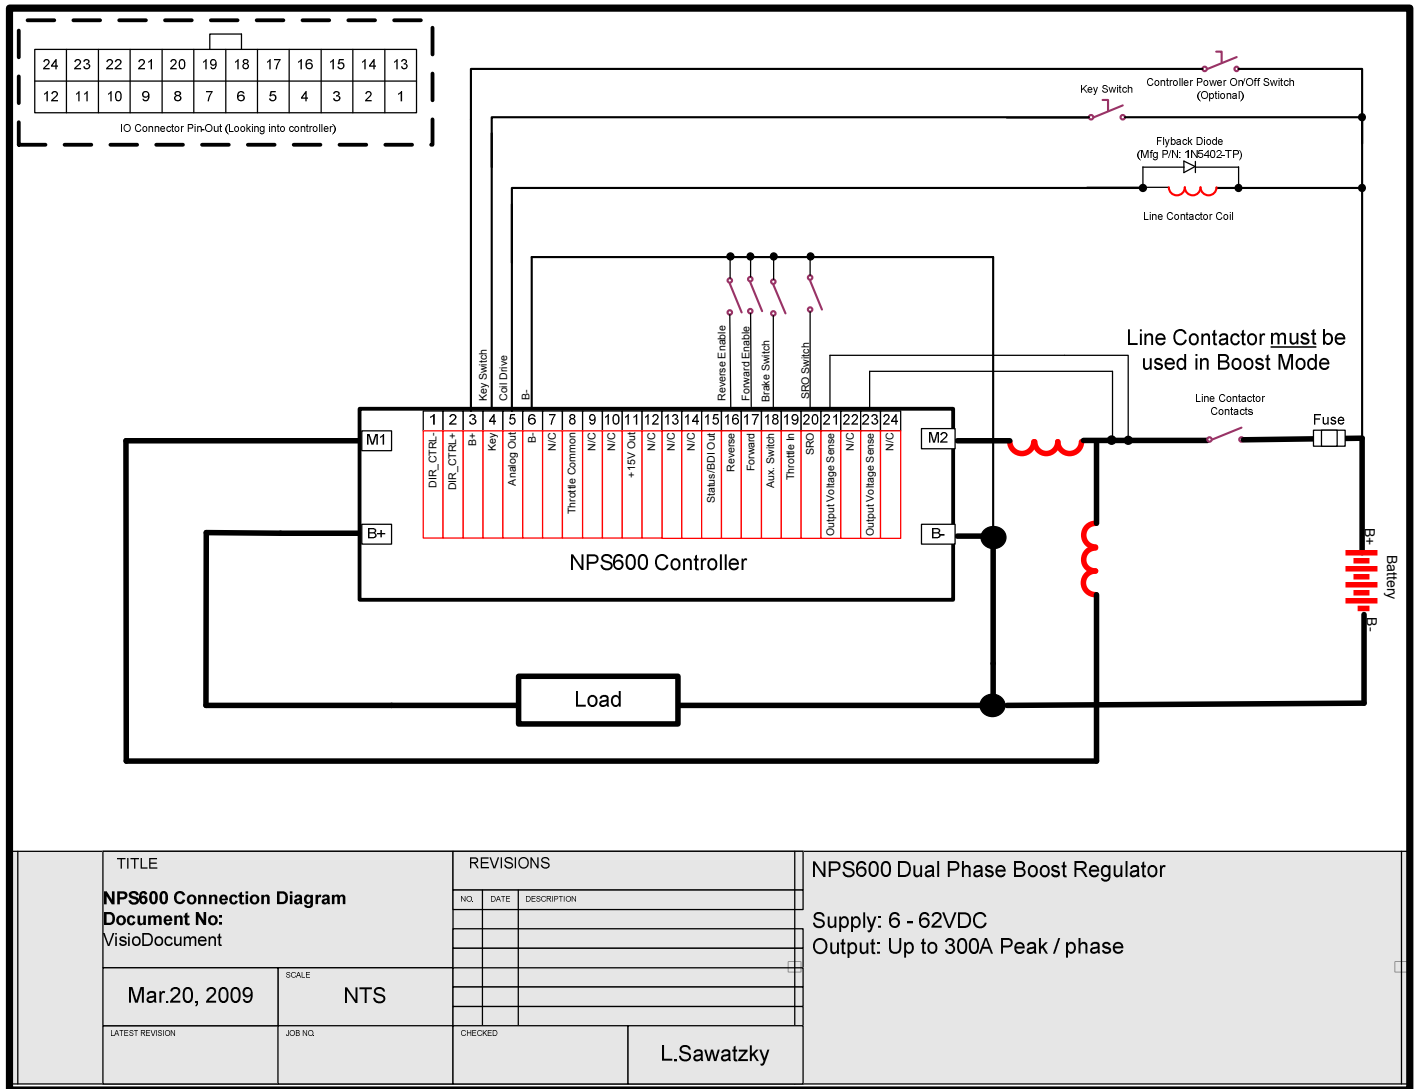 24 23 22 21 20 19 18 17 16 15 14 13
12 11 10 9 8 7 6 5 4 3 2 1
IO Connector Pin-Out (Looking into controller)
Controller Power On/Off Switch
(Optional)
Key Switch
Flyback Diode
(Mfg P/N: 1N5402-TP)
Line Contactor Coil
Line Contactor must be
used in Boost Mode
Line Contactor
Contacts
Fuse
Key Switch
Coil Drive
B-
Reverse Enable
Forward Enable
Brake Switch
SRO Switch
M1
M2
B+
B-
1 2 3 4 5 6 7 8 9 10 11 12 13 14 15 16 17 18 19 20 21 22 23 24
DIR_CTRL-
DIR_CTRL+
B+
Key
Analog Out
B-
N/C
Throttle Common
N/C
N/C
+15V Out
N/C
N/C
N/C
Status/BDI Out
Reverse
Forward
Aux. Switch
Throttle In
SRO
Output Voltage Sense
N/C
Output Voltage Sense
N/C
NPS600 Controller
B+
Battery
B-
Load
TITLE
NPS600 Connection Diagram
Document No:
VisioDocument
Mar.20, 2009
SCALE
NTS
LATEST REVISION
JOB NO.
REVISIONS
NO. DATE DESCRIPTION
CHECKED
L.Sawatzky
NPS600 Dual Phase Boost Regulator
Supply: 6 - 62VDC
Output: Up to 300A Peak / phase